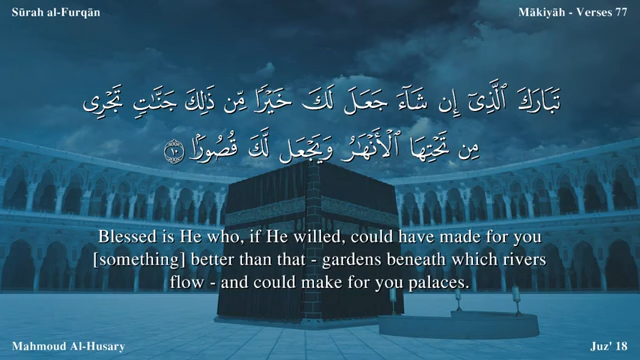 Sūrah al-Furqān
Mākiyāh - Verses 77
تَبَارَكَ ٱلَّذِىٓ إِن شَآءَ جَعَلَ لَكَ خَيْرًا مِّن ذَٰلِكَ جَنَّـٰتٍ تَجْرِى
مِن تَحْتِهَا ٱلْأَنْهَـٰرُ وَيَجْعَل لَّكَ قُصُورًۢا ١٠
Blessed is He who, if He willed, could have made for you
[something] better than that - gardens beneath which rivers
flow - and could make for you palaces.
Mahmoud Al-Husary
Juz' 18